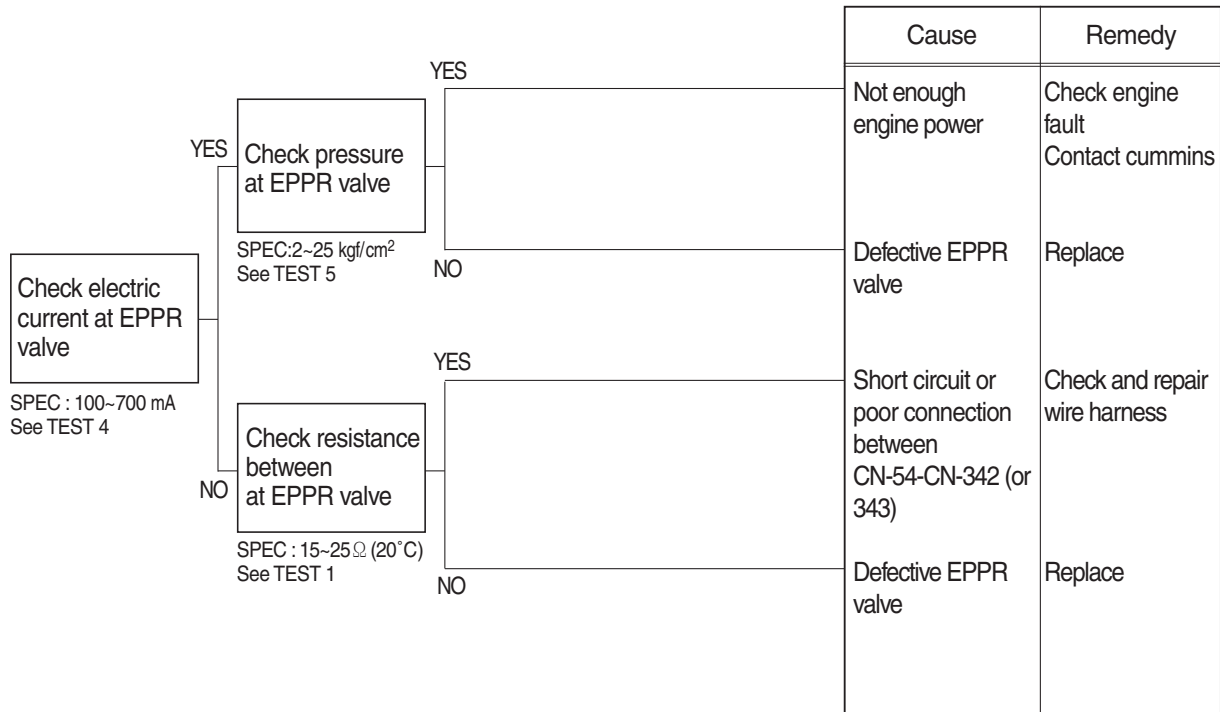 Cause
Remedy
YES
Not enough
engine power
Check engine
fault
Contact cummins
YES
Check pressure
at EPPR valve
SPEC:2~25 kgf/cm²
See TEST 5
NO
Defective EPPR
valve
Replace
Check electric
current at EPPR
valve
SPEC : 100~700 mA
See TEST 4
YES
Short circuit or
poor connection
between
CN-54-CN-342 (or
343)
Check and repair
wire harness
NO
Check resistance
between
at EPPR valve
SPEC : 15~25Ω (20˚C)
See TEST 1
NO
Defective EPPR
valve
Replace